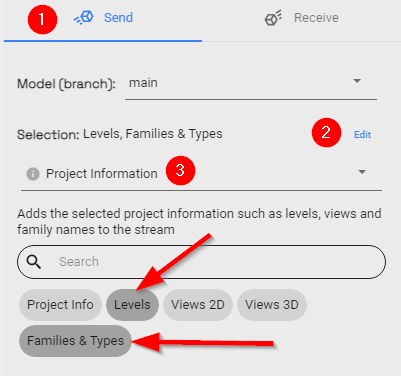 1 Send Receive
Model (branch): main
Selection: Levels, Families & Types 2 Edit
Project Information 3
Adds the selected project information such as levels, views and
family names to the stream
Search
Project Info Levels Views 2D Views 3D
Families & Types